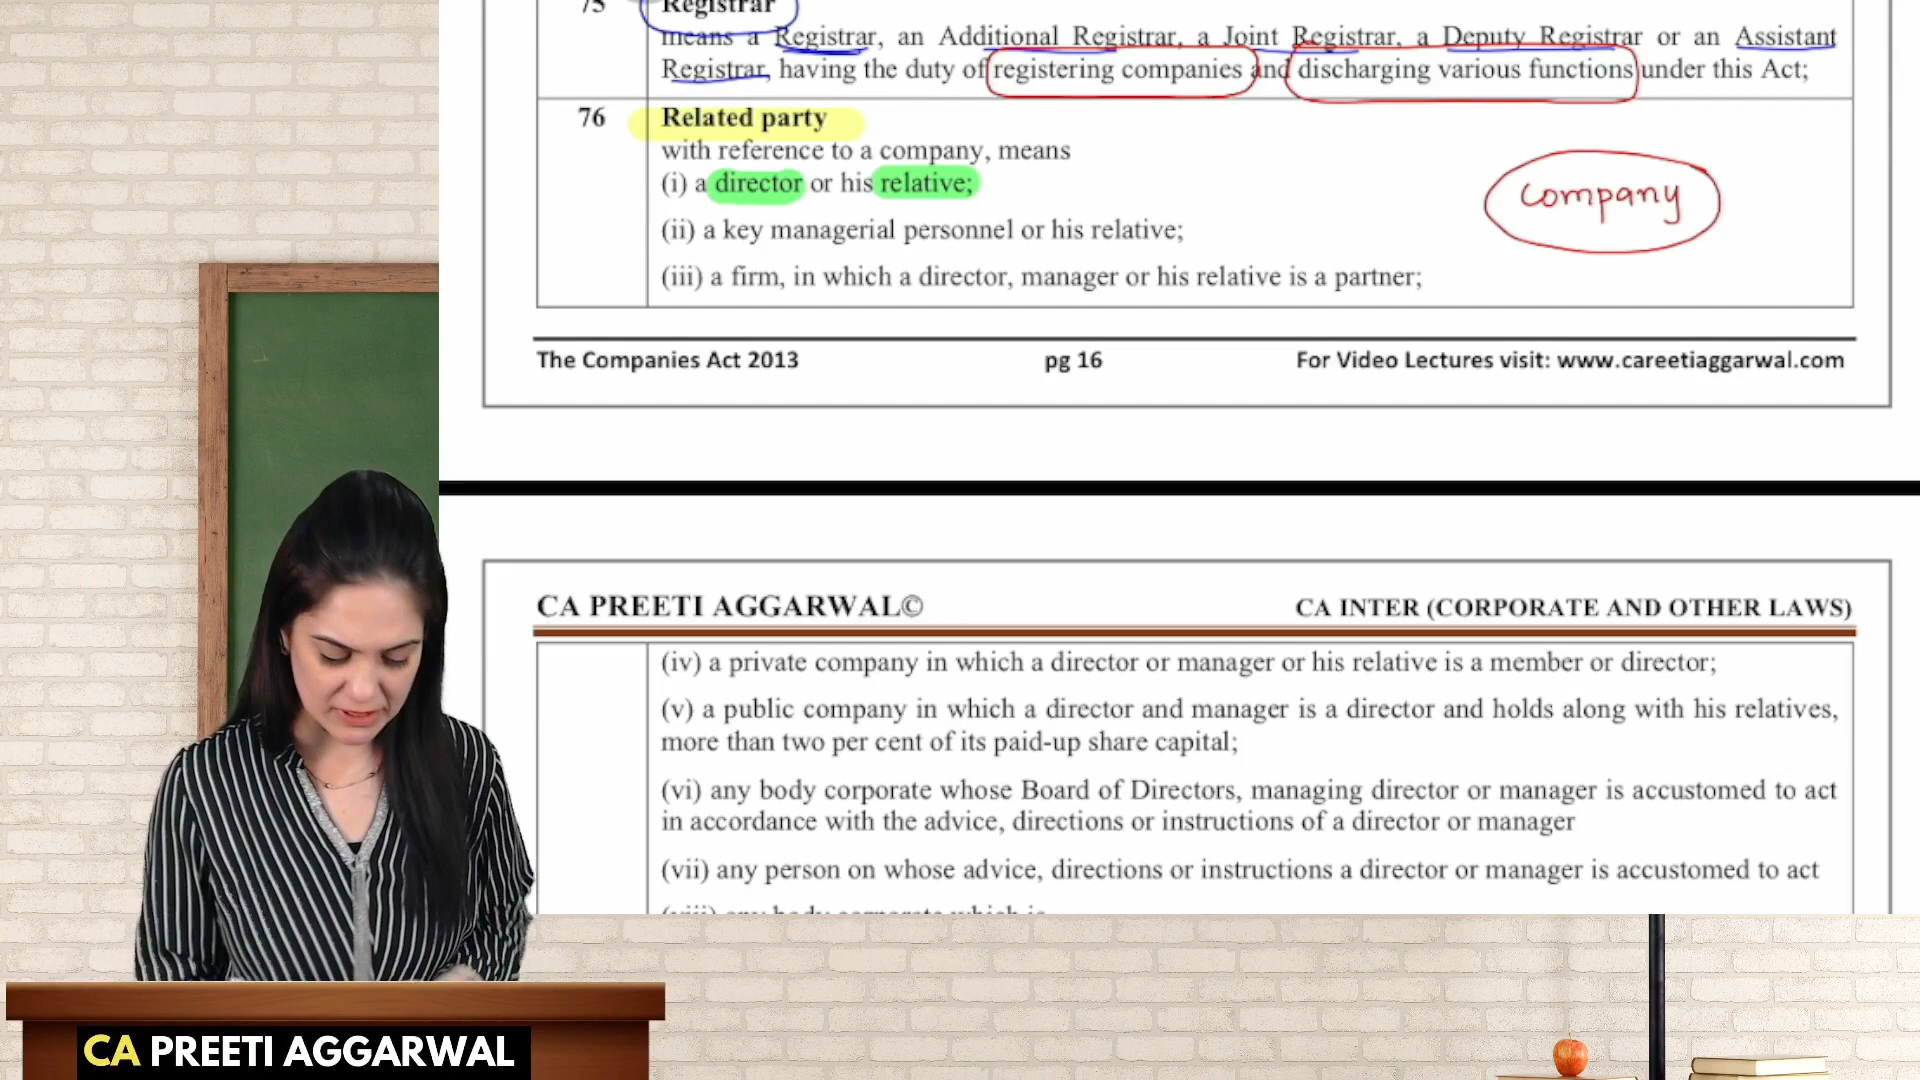 75 Registrar
means a Registrar, an Additional Registrar, a Joint Registrar, a Deputy Registrar or an Assistant
Registrar, having the duty of registering companies and discharging various functions under this Act;
76 Related party
with reference to a company, means
(i) a director or his relative;
company
(ii) a key managerial personnel or his relative;
(iii) a firm, in which a director, manager or his relative is a partner;
The Companies Act 2013 pg 16 For Video Lectures visit: www.careetiaggarwal.com
CA PREETI AGGARWAL© CA INTER (CORPORATE AND OTHER LAWS)
(iv) a private company in which a director or manager or his relative is a member or director;
(v) a public company in which a director and manager is a director and holds along with his relatives,
more than two per cent of its paid-up share capital;
(vi) any body corporate whose Board of Directors, managing director or manager is accustomed to act
in accordance with the advice, directions or instructions of a director or manager
(vii) any person on whose advice, directions or instructions a director or manager is accustomed to act
(viii) any body corporate which is
CA PREETI AGGARWAL